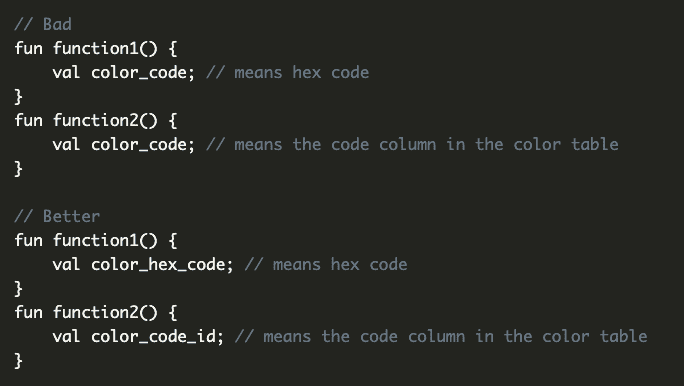 // Bad
fun function1() {
    val color_code; // means hex code
}
fun function2() {
    val color_code; // means the code column in the color table
}

// Better
fun function1() {
    val color_hex_code; // means hex code
}
fun function2() {
    val color_code_id; // means the code column in the color table
}